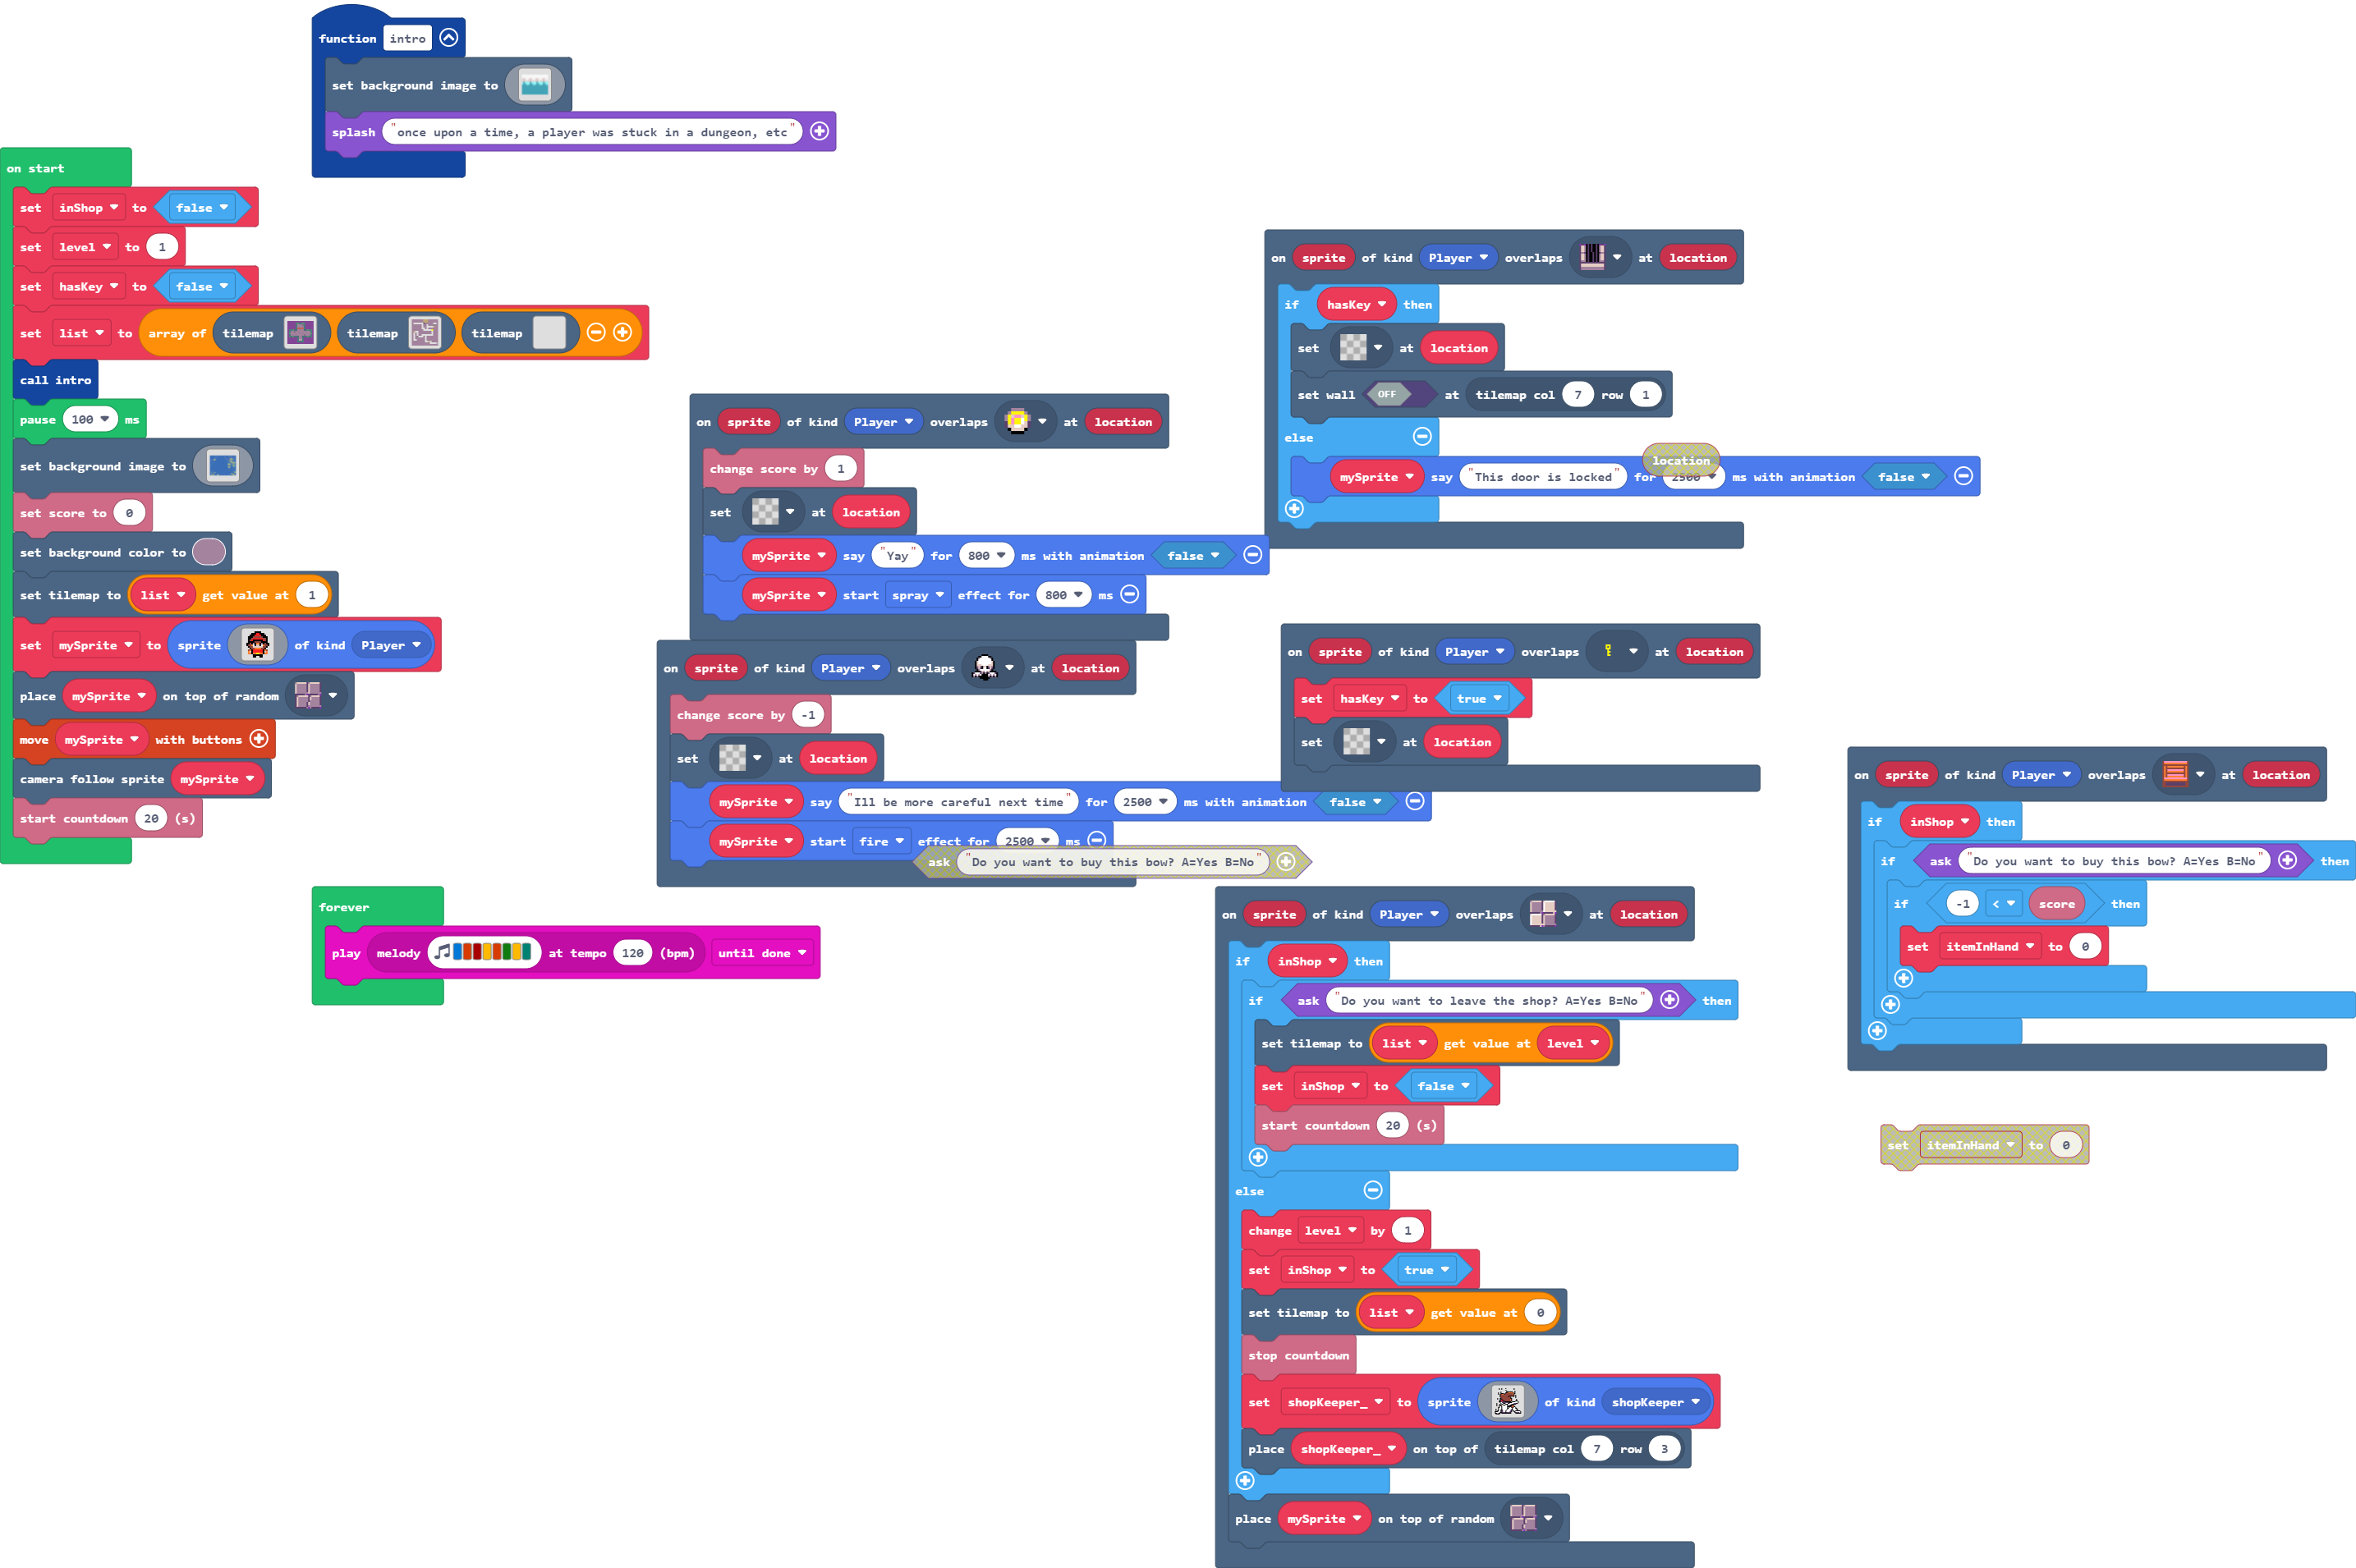 function intro
set background image to
splash "once upon a time, a player was stuck in a dungeon, etc"
on start
set inShop to false
set level to 1
set hasKey to false
set list to array of tilemap tilemap tilemap
call intro
pause 100 ms
set background image to
set score to 0
set background color to
set tilemap to list get value at 1
set mySprite to sprite of kind Player
place mySprite on top of random
move mySprite with buttons
camera follow sprite mySprite
start countdown 20 (s)
forever
play melody at tempo 120 (bpm) until done
on sprite of kind Player overlaps at location
change score by 1
set at location
mySprite say "Yay" for 800 ms with animation false
mySprite start spray effect for 800 ms
on sprite of kind Player overlaps at location
change score by -1
set at location
mySprite say "Ill be more careful next time" for 2500 ms with animation false
mySprite start fire effect for 2500 ms
ask "Do you want to buy this bow? A=Yes B=No"
on sprite of kind Player overlaps at location
if hasKey then
set at location
set wall OFF at tilemap col 7 row 1
else
location
mySprite say "This door is locked" for 2500 ms with animation false
on sprite of kind Player overlaps at location
set hasKey to true
set at location
on sprite of kind Player overlaps at location
if inShop then
if ask "Do you want to leave the shop? A=Yes B=No" then
set tilemap to list get value at level
set inShop to false
start countdown 20 (s)
else
change level by 1
set inShop to true
set tilemap to list get value at 0
stop countdown
set shopKeeper_ to sprite of kind shopKeeper
place shopKeeper_ on top of tilemap col 7 row 3
place mySprite on top of random
on sprite of kind Player overlaps at location
if inShop then
if ask "Do you want to buy this bow? A=Yes B=No" then
if -1 < score then
set itemInHand to 0
set itemInHand to 0